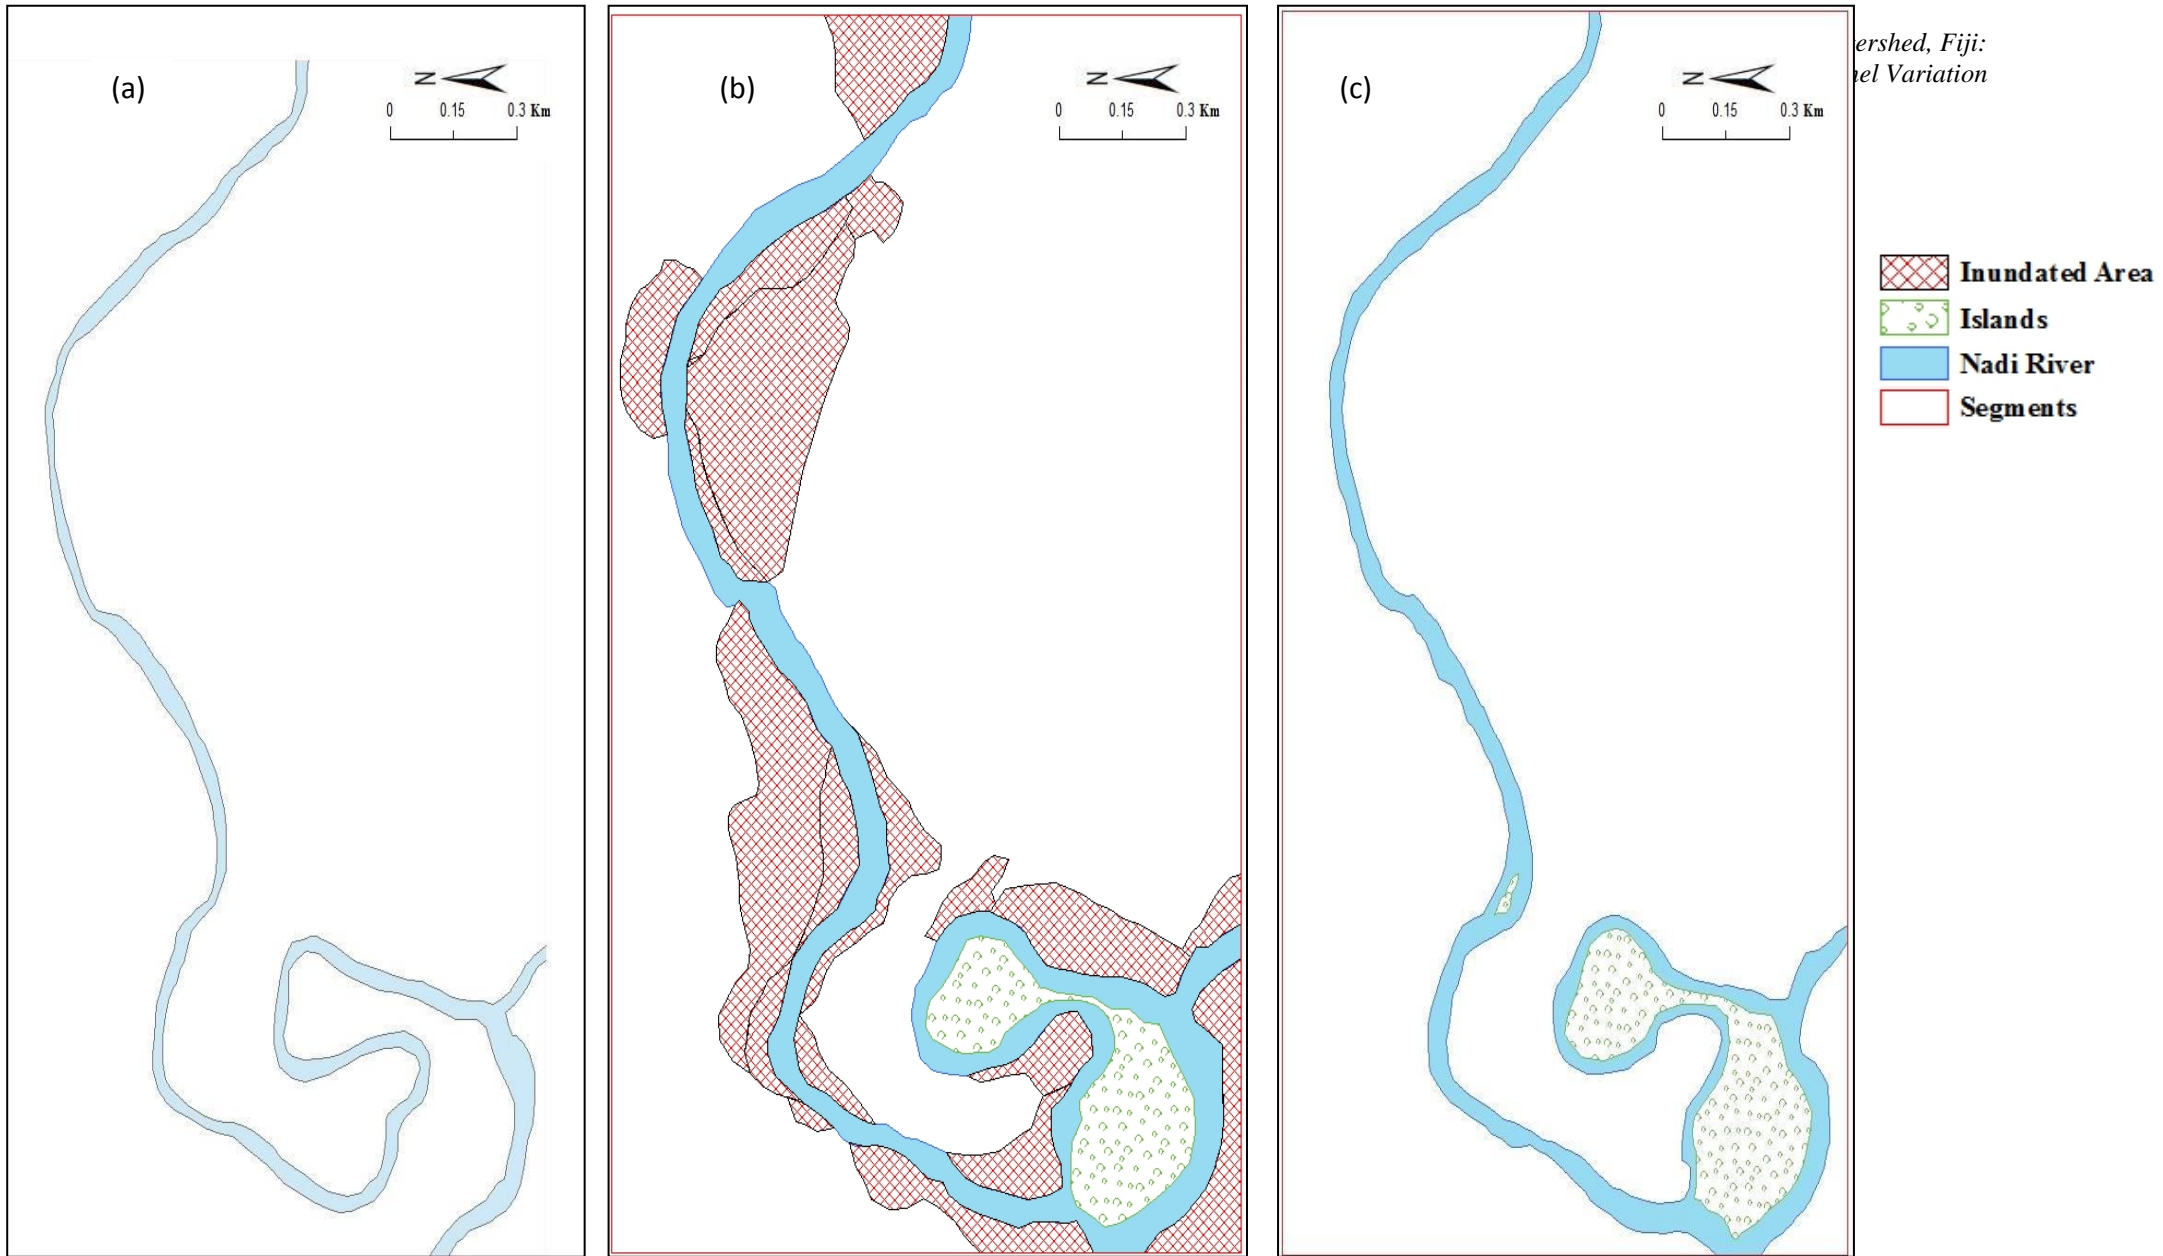 ershed, Fiji:
nel Variation
(a)
N
0 0.15 0.3 Km
(b)
N
0 0.15 0.3 Km
(c)
N
0 0.15 0.3 Km
Inundated Area
Islands
Nadi River
Segments